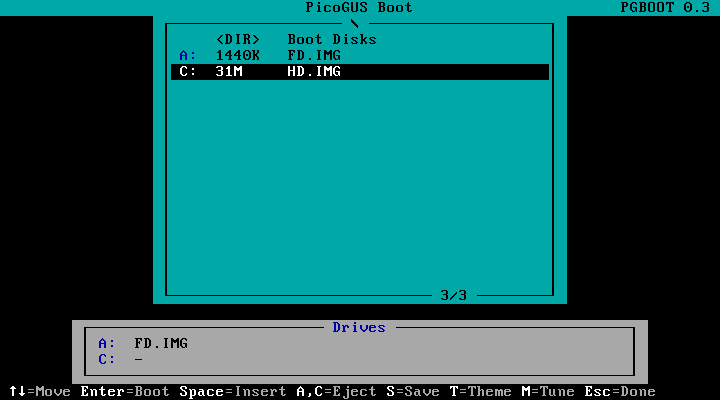 PicoGUS Boot PGBOOT 0.3
\
<DIR> Boot Disks
A: 1440K FD.IMG
C: 31M HD.IMG
3/3
Drives
A: FD.IMG
C: –
↑↓=Move Enter=Boot Space=Insert A,C=Eject S=Save T=Theme M=Tune Esc=Done